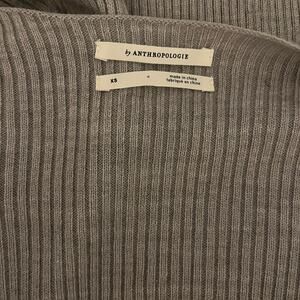 by ANTHROPOLOGIE
XS
made in china
fabriqué en chine